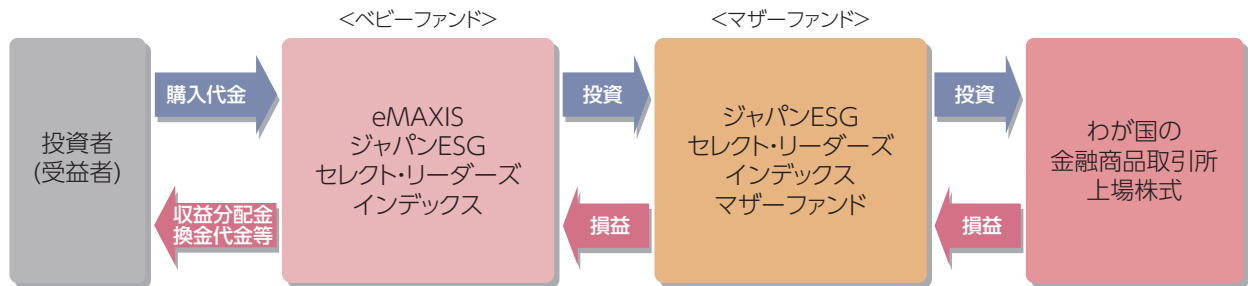 <ベビーファンド>
<マザーファンド>
投資者
(受益者)
購入代金
収益分配金
換金代金等
eMAXIS
ジャパンESG
セレクト・リーダーズ
インデックス
投資
損益
ジャパンESG
セレクト・リーダーズ
インデックス
マザーファンド
投資
損益
わが国の
金融商品取引所
上場株式